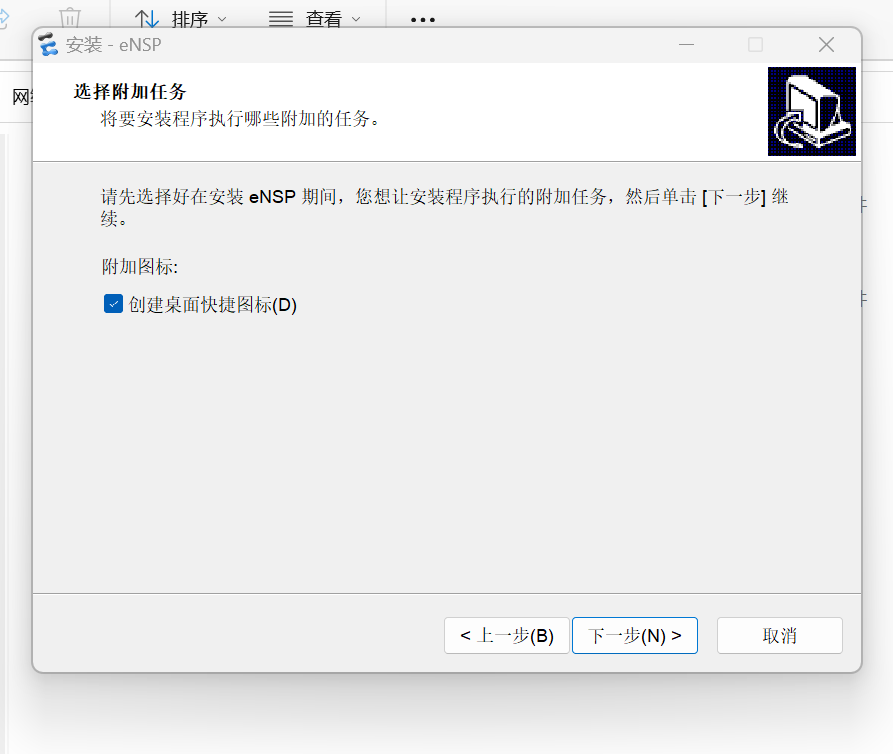 排序
查看
安装 - eNSP
网
选择附加任务
将要安装程序执行哪些附加的任务。
请先选择好在安装 eNSP 期间，您想让安装程序执行的附加任务，然后单击 [下一步] 继
续。
附加图标:
创建桌面快捷图标(D)
< 上一步(B)
下一步(N) >
取消